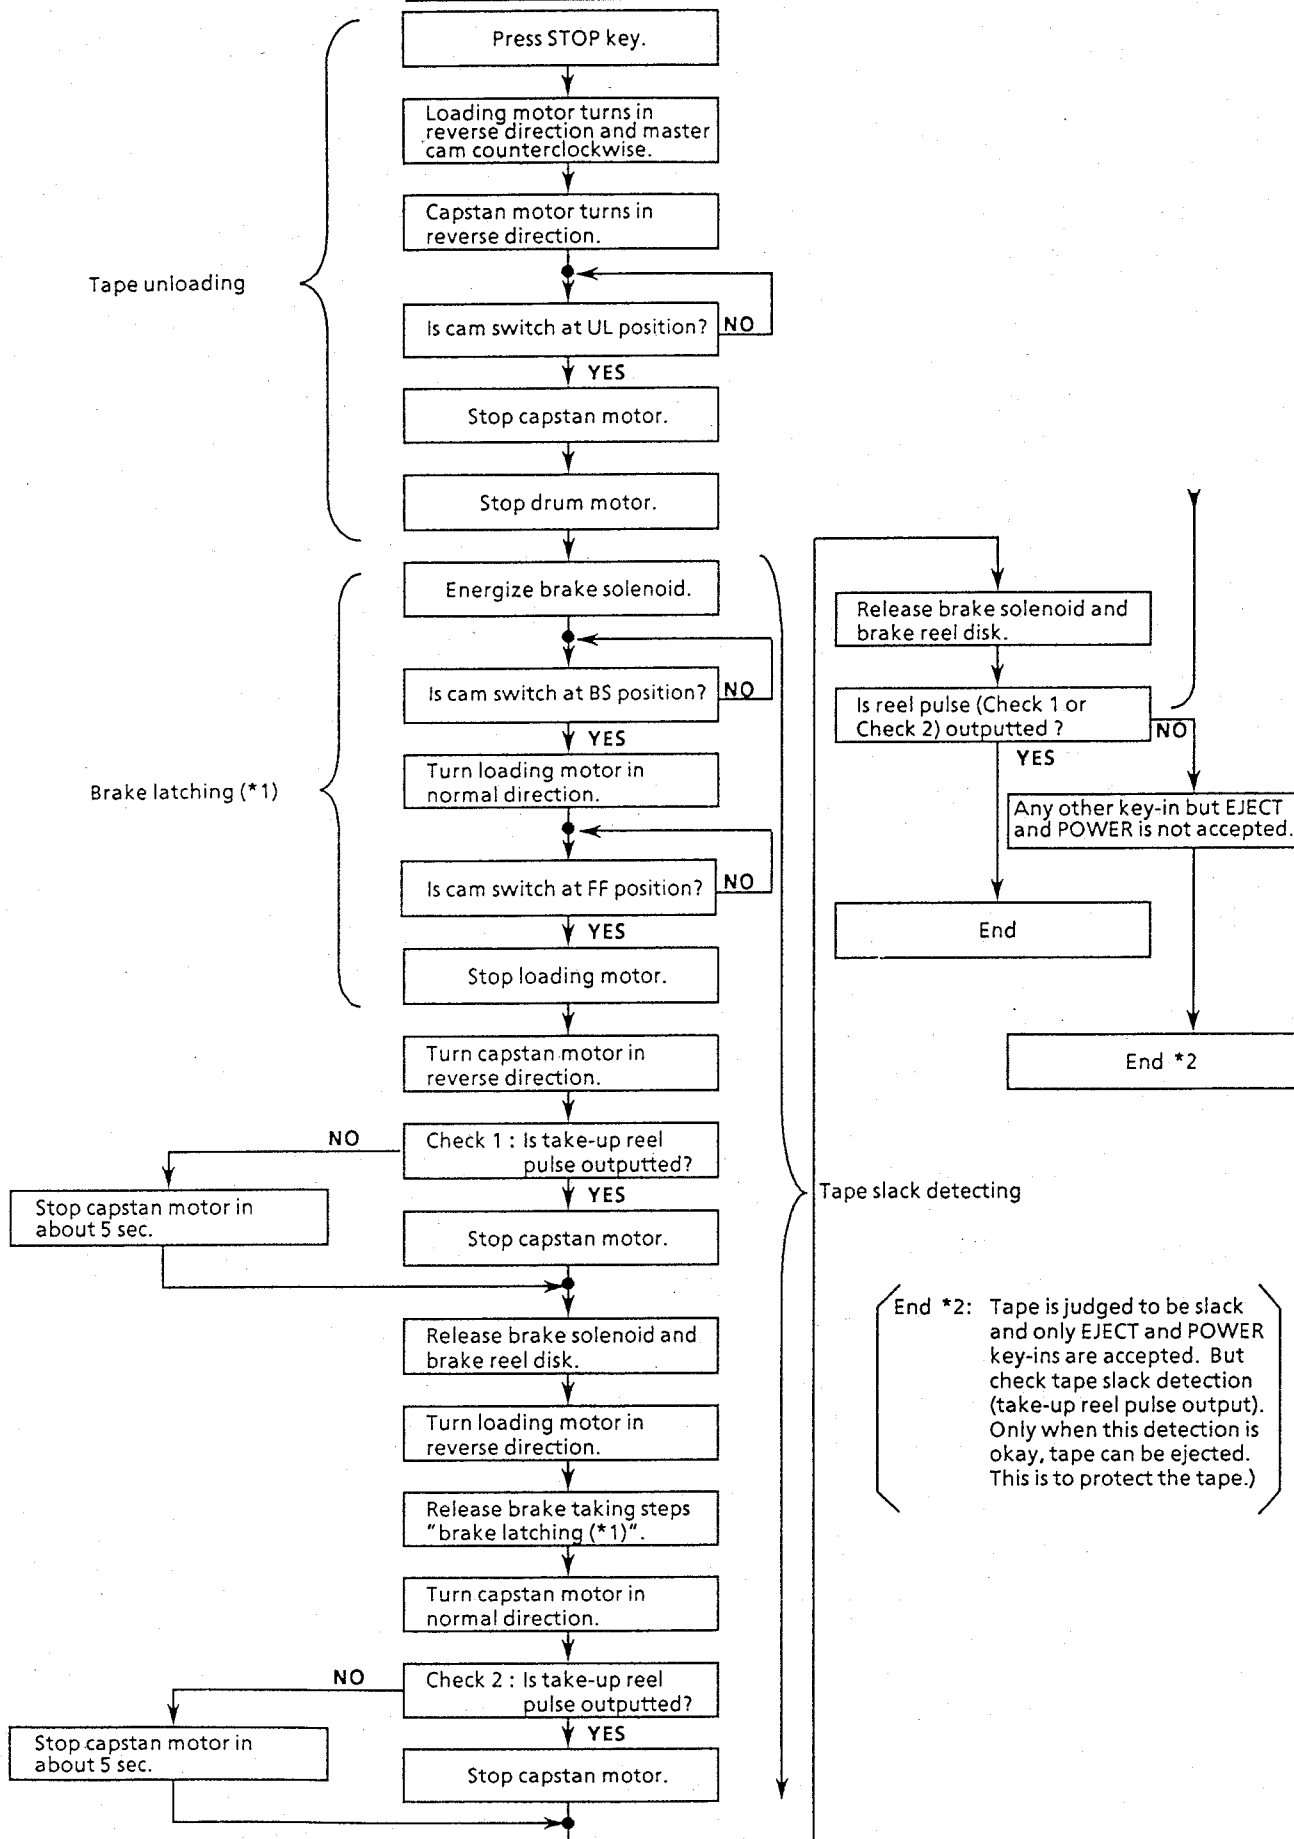 Press STOP key.
Loading motor turns in
reverse direction and master
cam counterclockwise.
Capstan motor turns in
reverse direction.
Tape unloading
Is cam switch at UL position?
NO
YES
Stop capstan motor.
Stop drum motor.
Energize brake solenoid.
Is cam switch at BS position?
NO
YES
Turn loading motor in
normal direction.
Brake latching (*1)
Is cam switch at FF position?
NO
YES
Stop loading motor.
Turn capstan motor in
reverse direction.
Check 1 : Is take-up reel
pulse outputted?
NO
YES
Stop capstan motor in
about 5 sec.
Stop capstan motor.
Release brake solenoid and
brake reel disk.
Turn loading motor in
reverse direction.
Release brake taking steps
"brake latching (*1)".
Turn capstan motor in
normal direction.
Check 2 : Is take-up reel
pulse outputted?
NO
YES
Stop capstan motor in
about 5 sec.
Stop capstan motor.
Tape slack detecting
Release brake solenoid and
brake reel disk.
Is reel pulse (Check 1 or
Check 2) outputted ?
NO
YES
Any other key-in but EJECT
and POWER is not accepted.
End
End *2
End *2: Tape is judged to be slack
and only EJECT and POWER
key-ins are accepted. But
check tape slack detection
(take-up reel pulse output).
Only when this detection is
okay, tape can be ejected.
This is to protect the tape.)